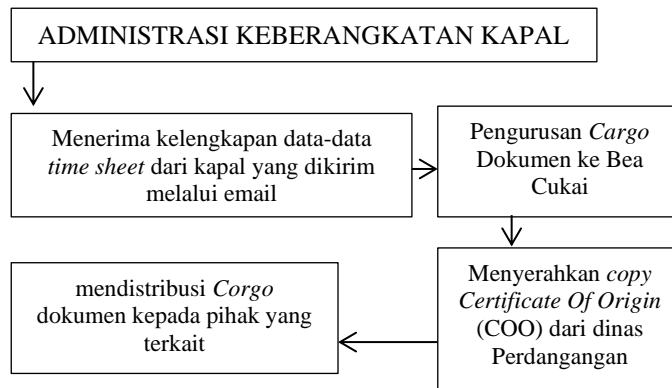 ADMINISTRASI KEBERANGKATAN KAPAL
Menerima kelengkapan data-data
time sheet dari kapal yang dikirim
melalui email
Pengurusan Cargo
Dokumen ke Bea
Cukai
Menyerahkan copy
Certificate Of Origin
(COO) dari dinas
Perdangangan
mendistribusi Corgo
dokumen kepada pihak yang
terkait